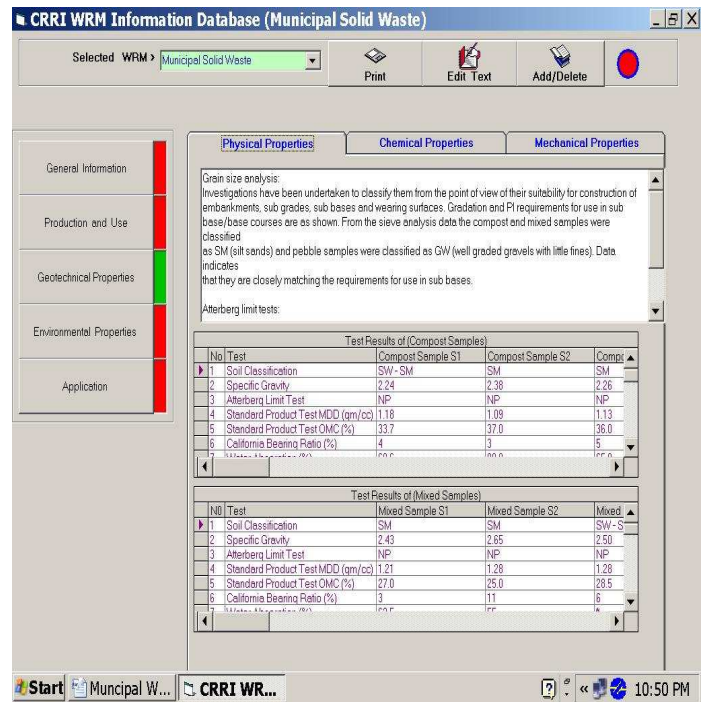 CRRI WRM Information Database (Municipal Solid Waste)
Selected WRM > Municipal Solid Waste
Print
Edit Text
Add/Delete
Physical Properties
Chemical Properties
Mechanical Properties
General Information
Production and Use
Geotechnical Properties
Environmental Properties
Application
Grain size analysis:
Investigations have been undertaken to classify them from the point of view of their suitability for construction of
embankments, sub grades, sub bases and wearing surfaces. Gradation and PI requirements for use in sub
base/base courses are as shown. From the sieve analysis data the compost and mixed samples were
classified
as SM (silt sands) and pebble samples were classified as GW (well graded gravels with little fines). Data
indicates
that they are closely matching the requirements for use in sub bases.
Atterberg limit tests:
Test Results of (Compost Samples)
No Test Compost Sample S1 Compost Sample S2 Compo
1 Soil Classification SW - SM SM SM
2 Specific Gravity 2.24 2.38 2.26
3 Atterberg Limit Test NP NP NP
4 Standard Product Test MDD (qm/cc) 1.18 1.09 1.13
5 Standard Product Test OMC (%) 33.7 37.0 36.0
6 California Bearing Ratio (%) 4 3 5
Test Results of (Mixed Samples)
N0 Test Mixed Sample S1 Mixed Sample S2 Mixed
1 Soil Classification SM SM SW - S
2 Specific Gravity 2.43 2.65 2.50
3 Atterberg Limit Test NP NP NP
4 Standard Product Test MDD (qm/cc) 1.21 1.28 1.28
5 Standard Product Test OMC (%) 27.0 25.0 28.5
6 California Bearing Ratio (%) 3 11 6
Start Muncipal W... CRRI WR... 10:50 PM